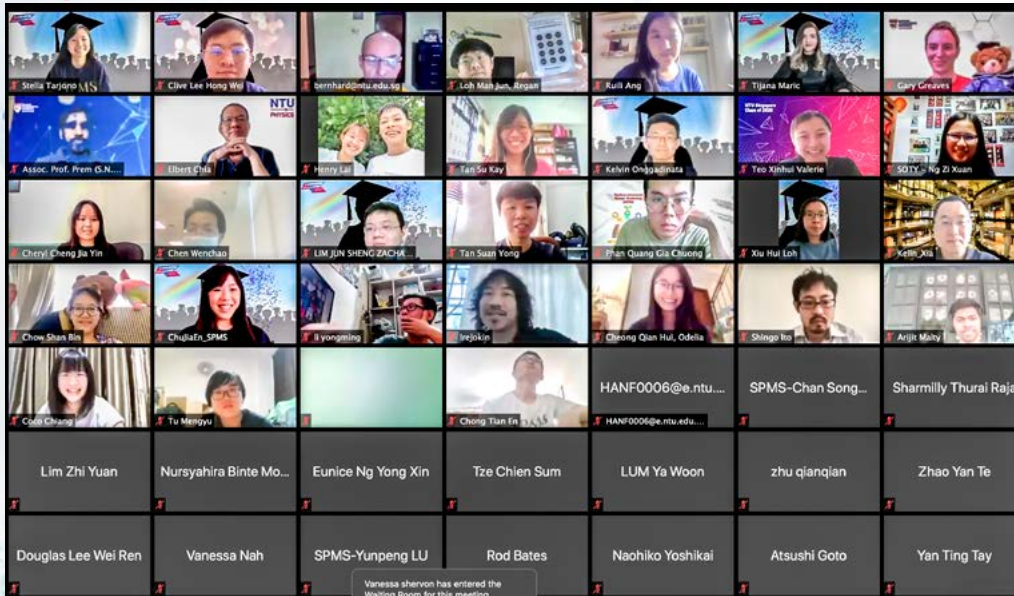 Stella Tarjono
Clive Lee Hong Wei
bernhard@ntu.edu.sg
Loh Man Jun, Regan
Ruili Ang
Tijana Maric
Gary Greaves
Assoc. Prof. Prem (S.N....
NTU
PHYSICS
Elbert Chia
Henry Lai
Tan Su Kay
Kelvin Onggadinata
NTU Singapore
Class of 2020
Teo Xinhui Valerie
SOTY - Ng Zi Xuan
Cheryl Cheng Jia Yin
Chen Wenchao
LIM JUN SHENG ZACHA...
Tan Suan Yong
Phan Quang Gia Chuong
Xiu Hui Loh
Kelin_Xia
Chow Shan Bin
ChuJiaEn_SPMS
li yongming
Irejokin
Cheong Qian Hui, Odelia
Shingo Ito
Arijit Maity
Coco Chiang
Tu Mengyu
Chong Tian En
HANF0006@e.ntu....
HANF0006@e.ntu.edu....
SPMS-Chan Song...
Sharmilly Thurai Raja
Lim Zhi Yuan
Nursyahira Binte Mo...
Eunice Ng Yong Xin
Tze Chien Sum
LUM Ya Woon
zhu qianqian
Zhao Yan Te
Douglas Lee Wei Ren
Vanessa Nah
SPMS-Yunpeng LU
Rod Bates
Naohiko Yoshikai
Atsushi Goto
Yan Ting Tay
Vanessa shervon has entered the
Waiting Room for this meeting